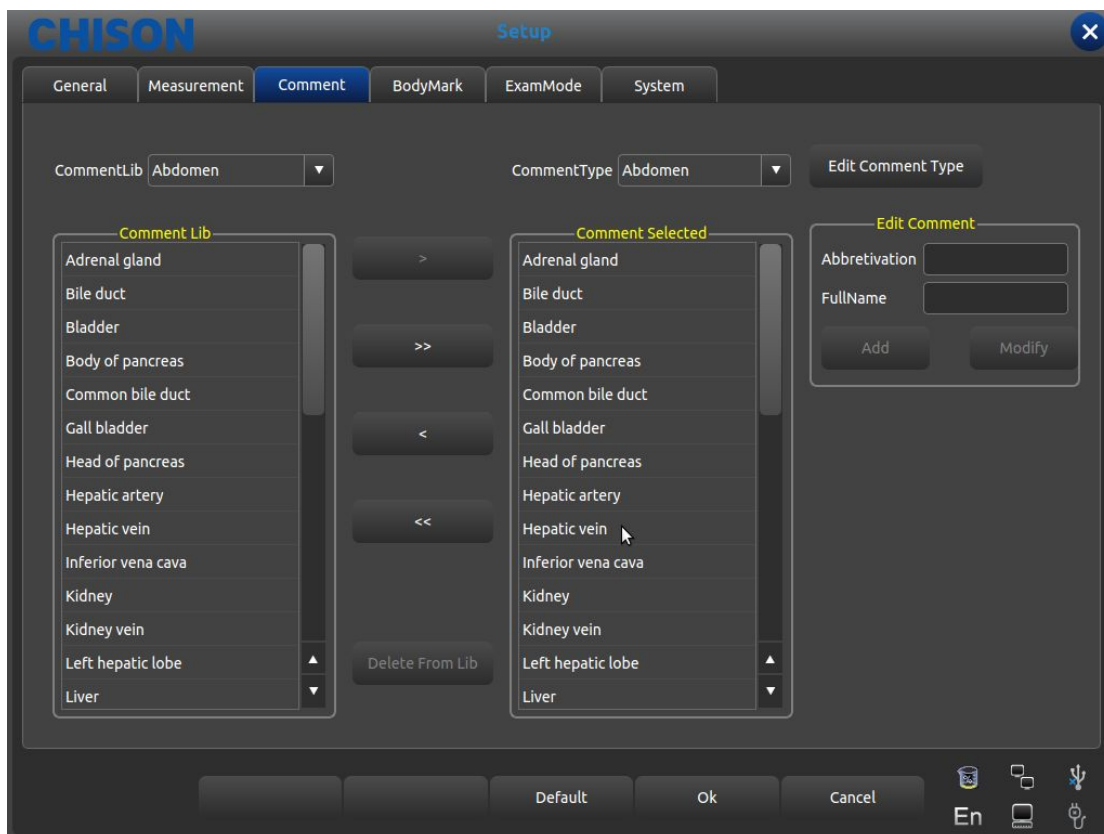 CHISON
Setup
General
Measurement
Comment
BodyMark
ExamMode
System
CommentLib Abdomen
CommentType Abdomen
Edit Comment Type
Comment Lib
Adrenal gland
Bile duct
Bladder
Body of pancreas
Common bile duct
Gall bladder
Head of pancreas
Hepatic artery
Hepatic vein
Inferior vena cava
Kidney
Kidney vein
Left hepatic lobe
Liver
>
>>
<
<<
Delete From Lib
Comment Selected
Adrenal gland
Bile duct
Bladder
Body of pancreas
Common bile duct
Gall bladder
Head of pancreas
Hepatic artery
Hepatic vein
Inferior vena cava
Kidney
Kidney vein
Left hepatic lobe
Liver
Edit Comment
Abbretivation
FullName
Add
Modify
Default
Ok
Cancel
En